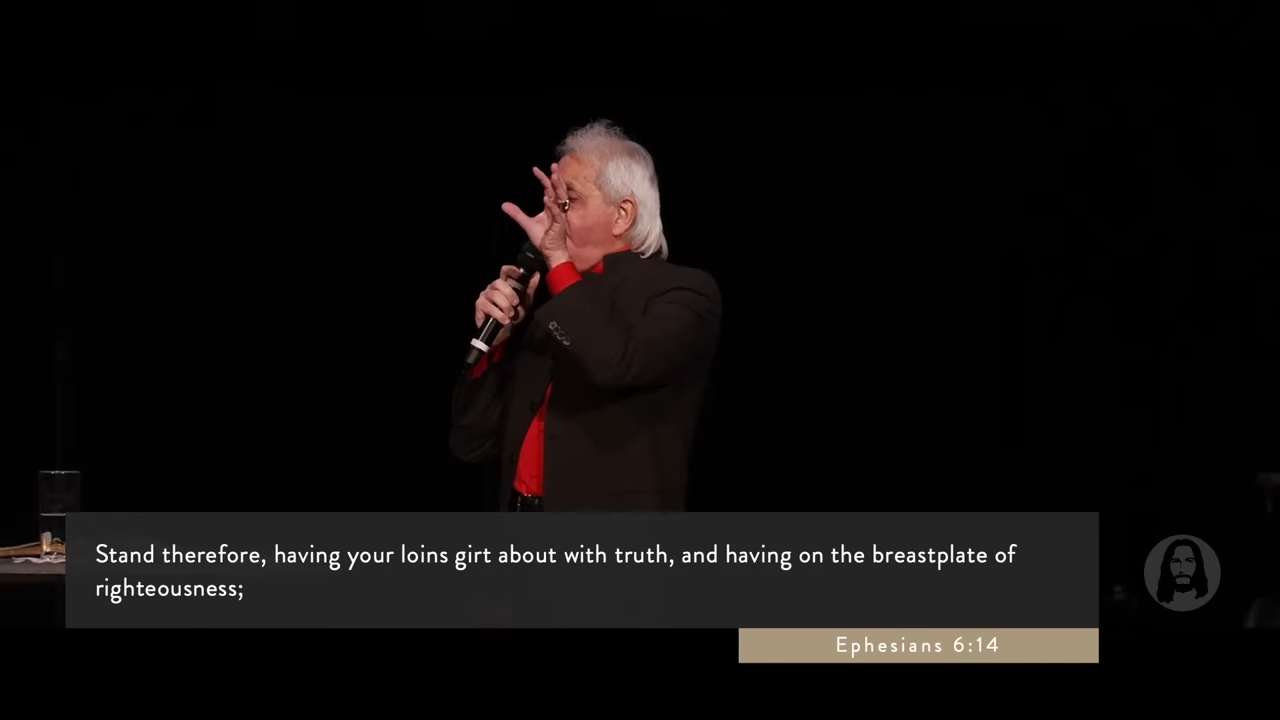 Stand therefore, having your loins girt about with truth, and having on the breastplate of
righteousness;
Ephesians 6:14